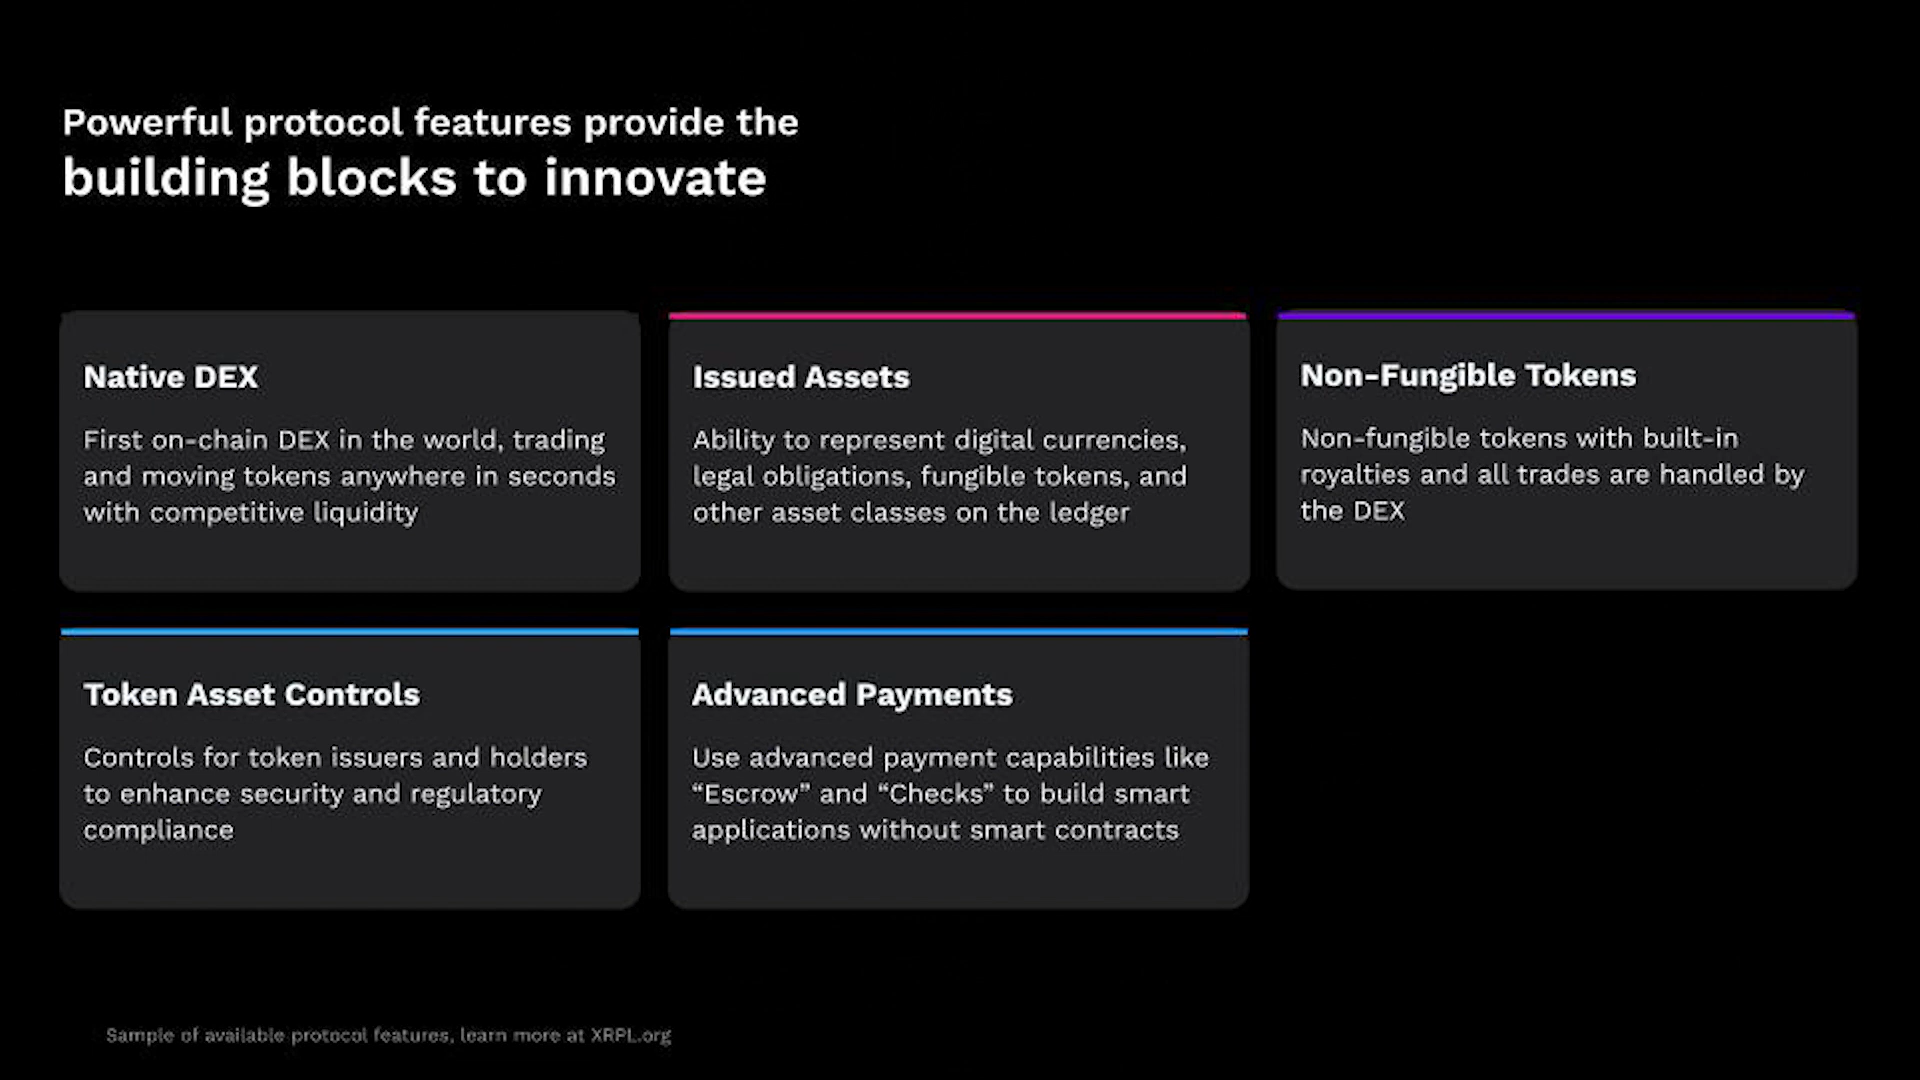 Powerful protocol features provide the
building blocks to innovate
Native DEX
First on-chain DEX in the world, trading
and moving tokens anywhere in seconds
with competitive liquidity
Issued Assets
Ability to represent digital currencies,
legal obligations, fungible tokens, and
other asset classes on the ledger
Non-Fungible Tokens
Non-fungible tokens with built-in
royalties and all trades are handled by
the DEX
Token Asset Controls
Controls for token issuers and holders
to enhance security and regulatory
compliance
Advanced Payments
Use advanced payment capabilities like
“Escrow” and “Checks” to build smart
applications without smart contracts
Sample of available protocol features, learn more at XRPL.org